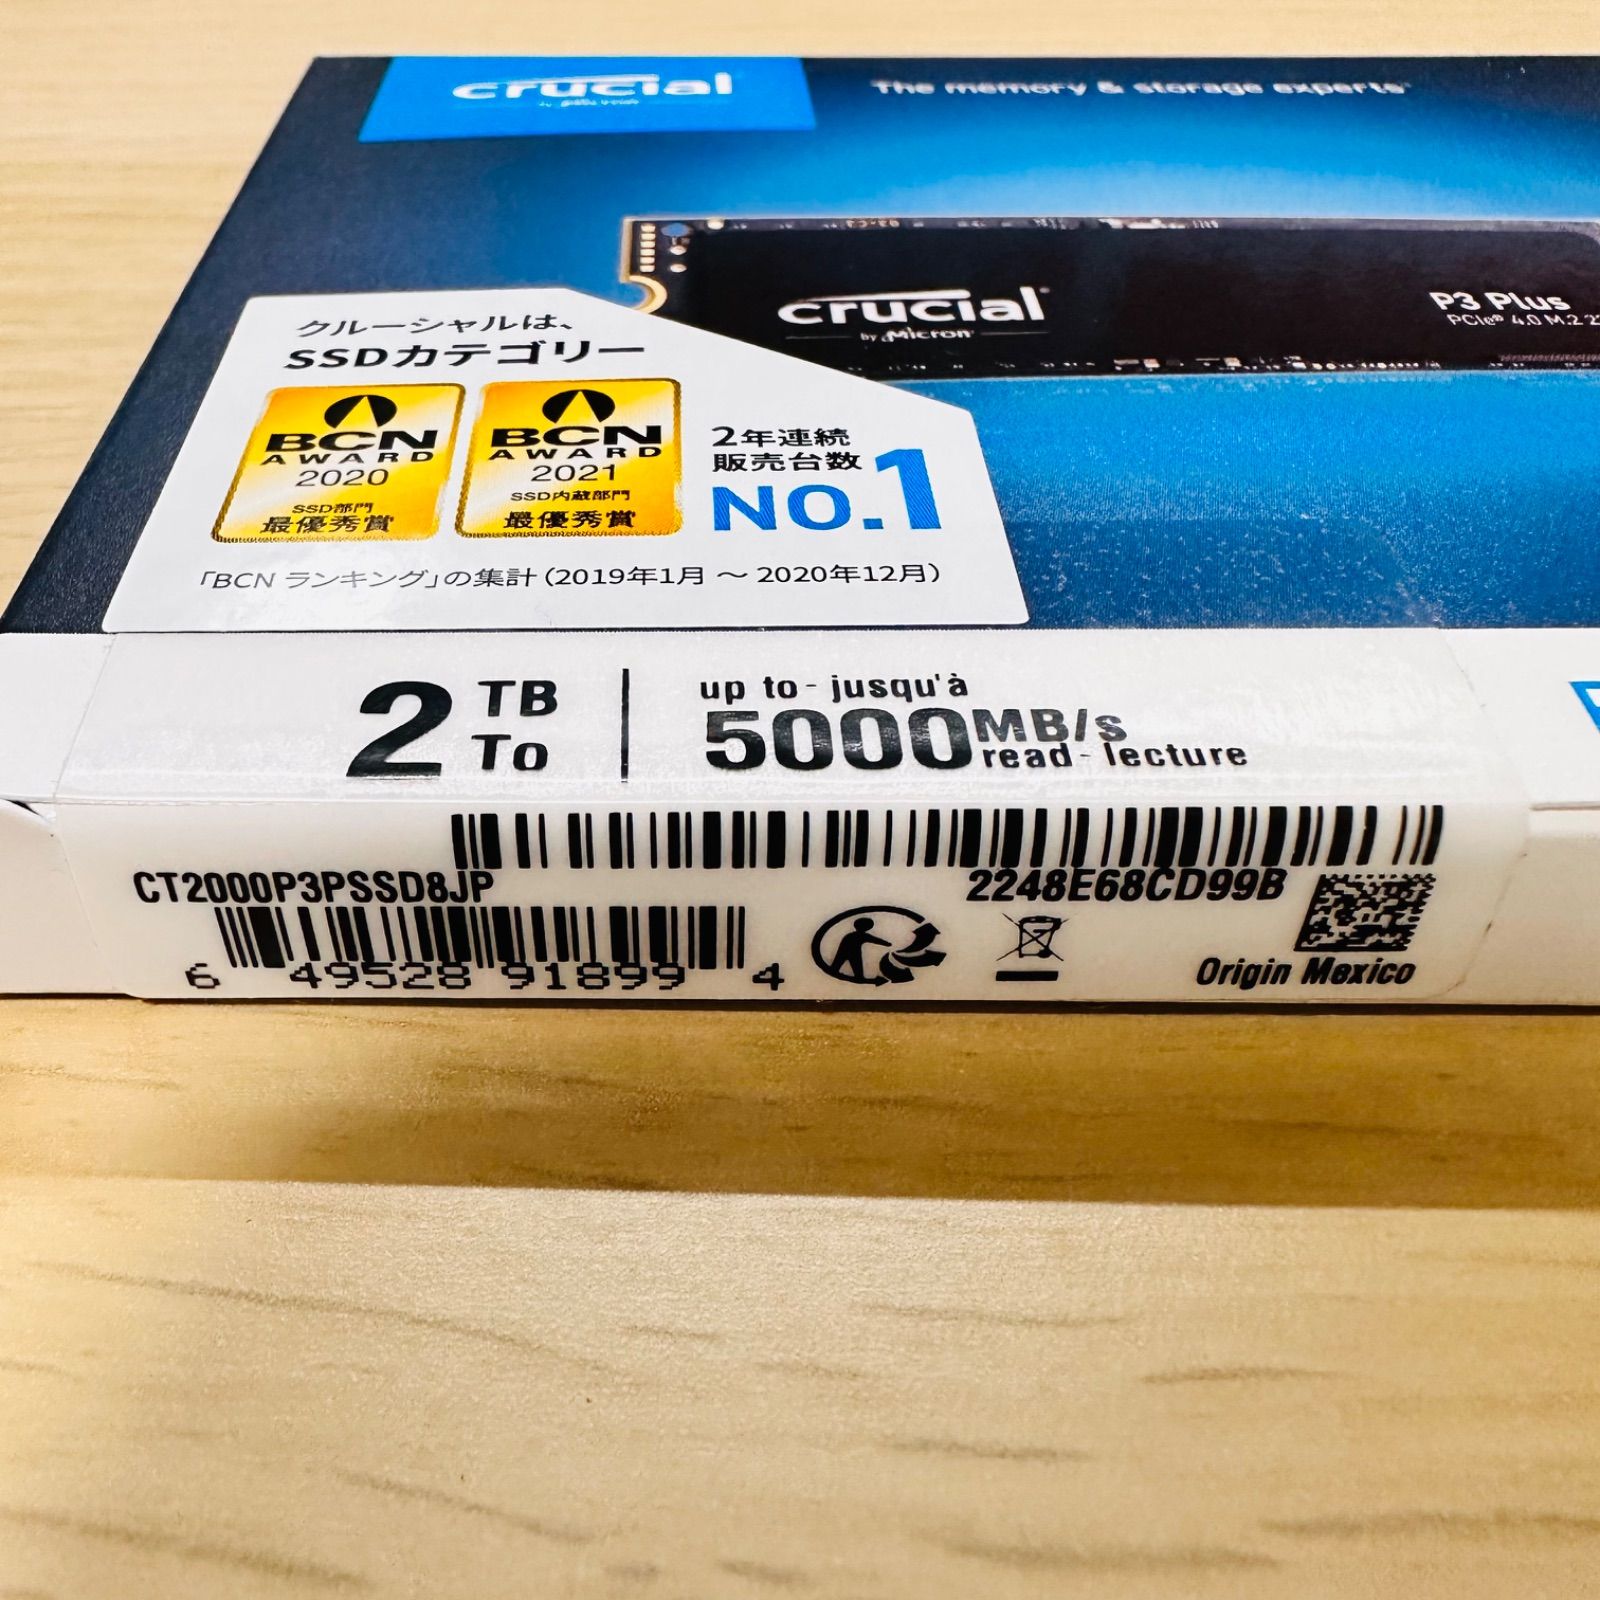 crucial
The memory & storage experts
crucial
by Micron
P3 Plus
PCIe® 4.0 M.2
クルーシャルは、
SSDカテゴリー
BCN
AWARD
2020
SSD部門
最優秀賞
BCN
AWARD
2021
SSD内蔵部門
最優秀賞
2年連続
販売台数
NO.1
「BCN ランキング」の集計(2019年1月 ~ 2020年12月)
2 TB
To
up to - jusqu'à
5000MB/s
read - lecture
CT2000P3PSSD8JP
2248E68CD99B
6 49528 91899 4
Origin Mexico